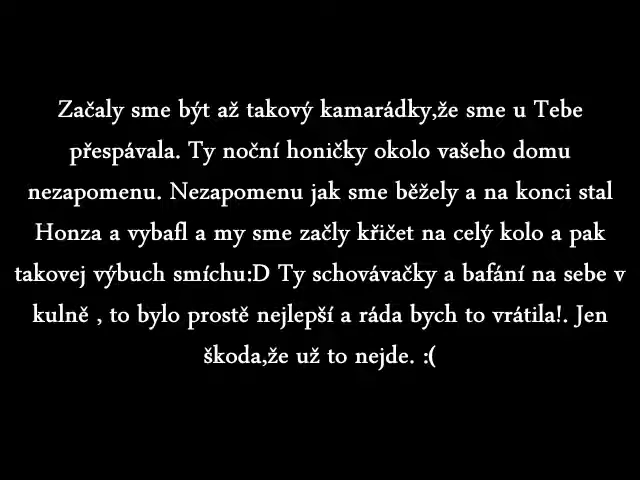 Začaly sme být až takový kamarádky,že sme u Tebe
přespávala. Ty noční honičky okolo vašeho domu
nezapomenu. Nezapomenu jak sme běžely a na konci stal
Honza a vybafl a my sme začly křičet na celý kolo a pak
takovej výbuch smíchu:D Ty schovávačky a bafání na sebe v
kulně , to bylo prostě nejlepší a ráda bych to vrátila!. Jen
škoda,že už to nejde. :(